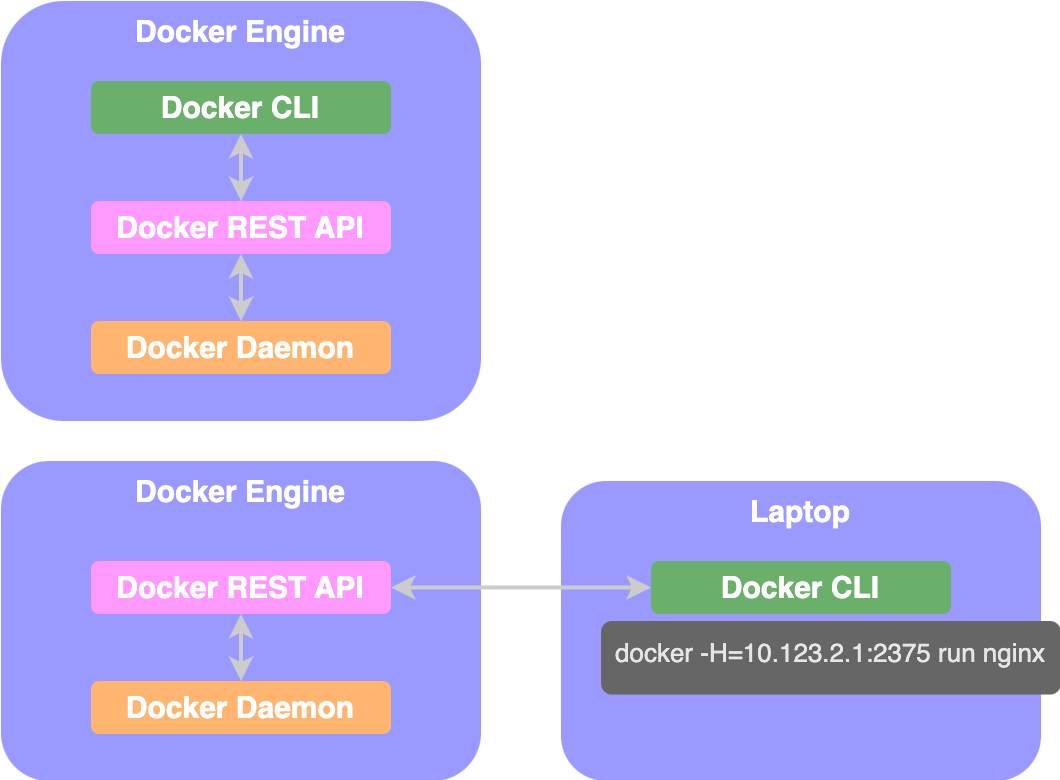 Docker Engine
Docker CLI
Docker REST API
Docker Daemon
Docker Engine
Docker REST API
Docker Daemon
Laptop
Docker CLI
docker -H=10.123.2.1:2375 run nginx